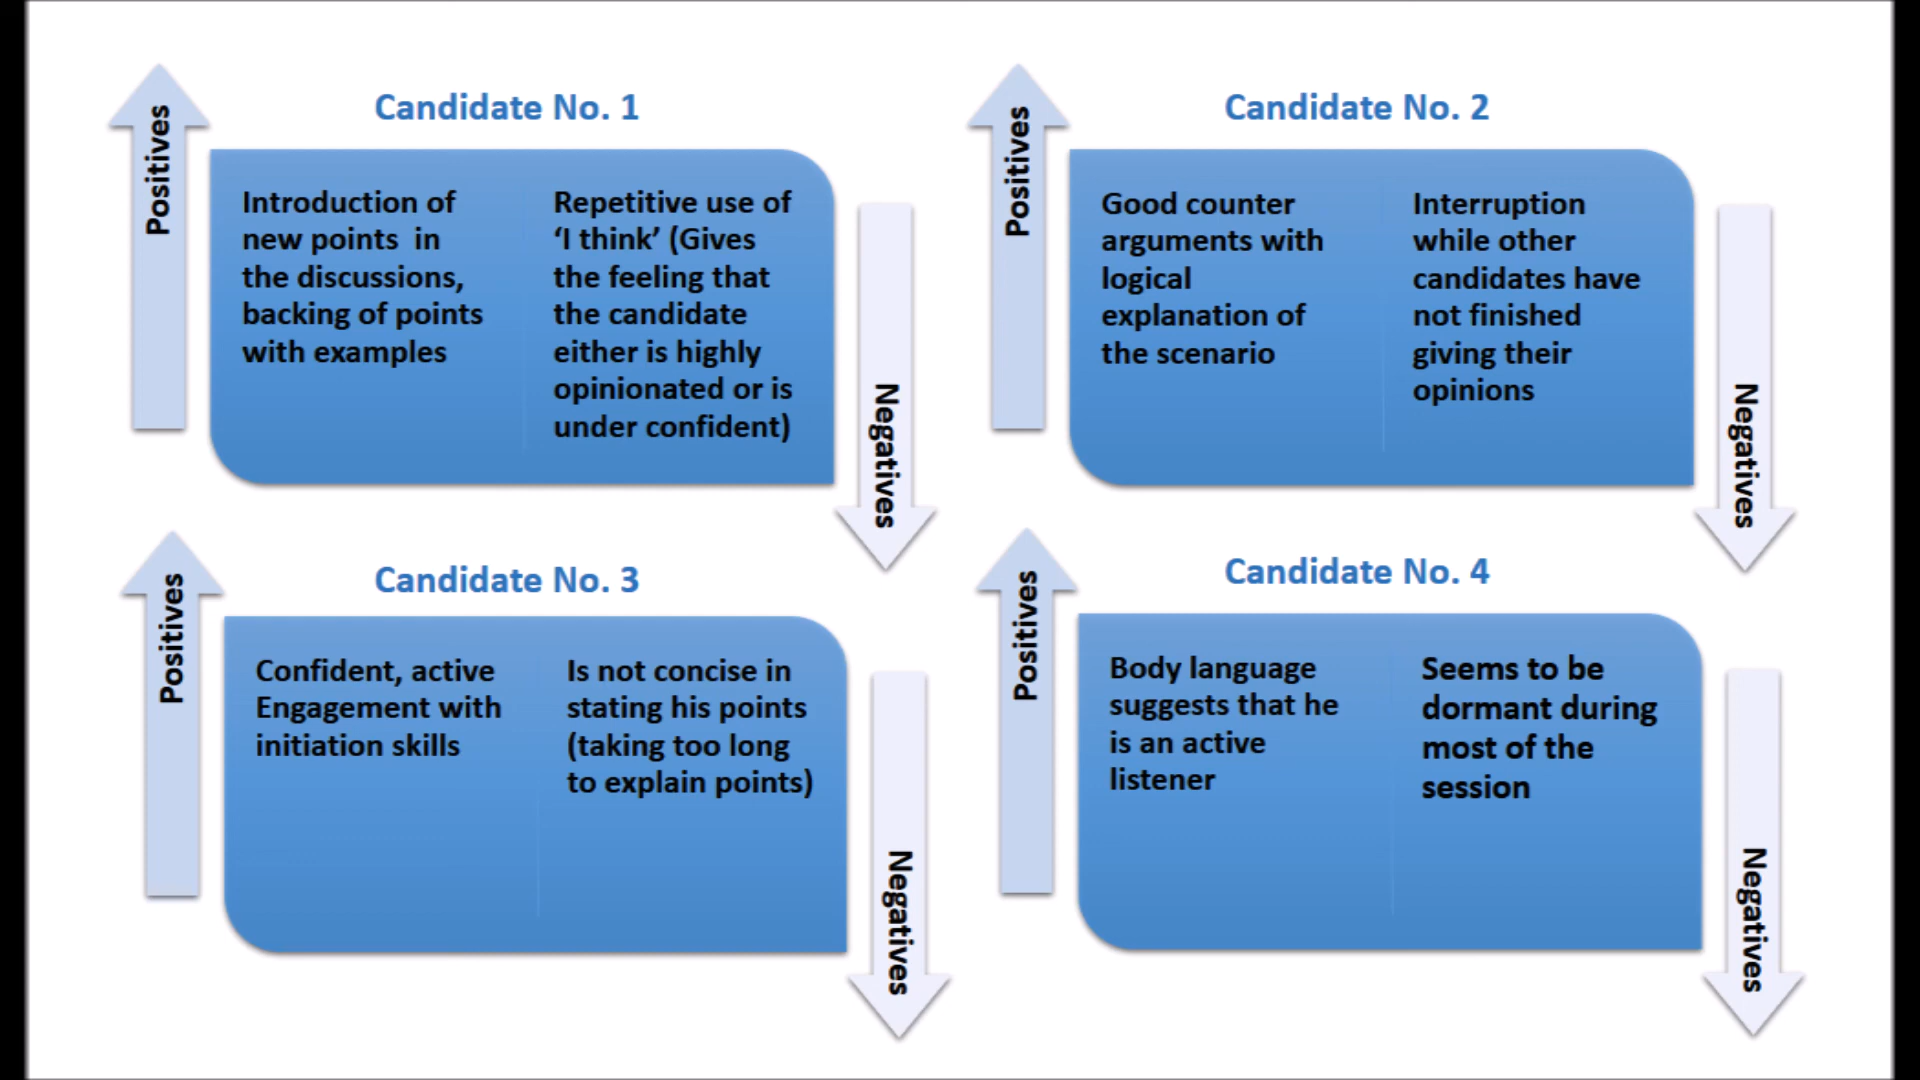 Candidate No. 1
Positives
Introduction of
new points in
the discussions,
backing of points
with examples
Repetitive use of
‘I think’ (Gives
the feeling that
the candidate
either is highly
opinionated or is
under confident)
Negatives
Candidate No. 2
Positives
Good counter
arguments with
logical
explanation of
the scenario
Interruption
while other
candidates have
not finished
giving their
opinions
Negatives
Candidate No. 3
Positives
Confident, active
Engagement with
initiation skills
Is not concise in
stating his points
(taking too long
to explain points)
Negatives
Candidate No. 4
Positives
Body language
suggests that he
is an active
listener
Seems to be
dormant during
most of the
session
Negatives